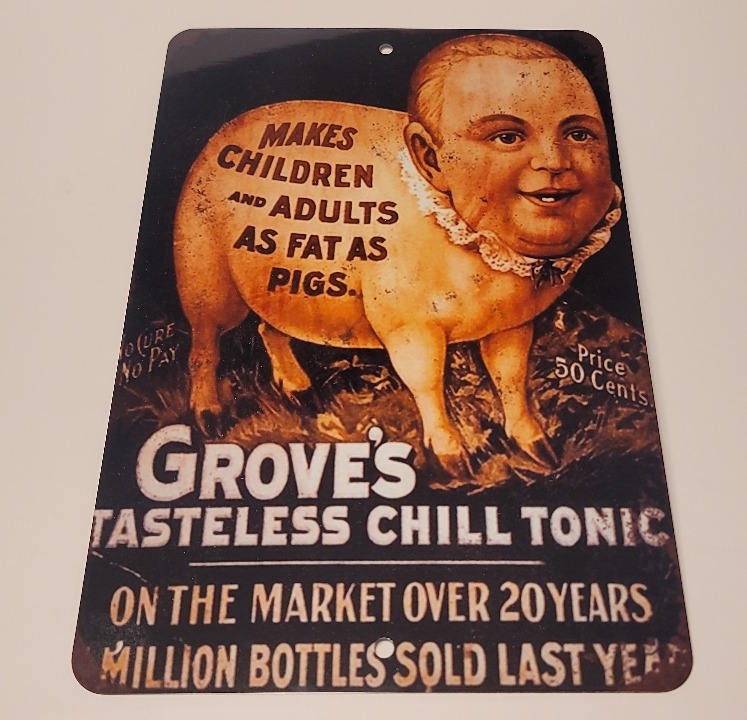 MAKES
CHILDREN
AND ADULTS
AS FAT AS
PIGS.
NO CURE
NO PAY
Price
50 Cents.
GROVE'S
TASTELESS CHILL TONIC
ON THE MARKET OVER 20 YEARS
MILLION BOTTLES SOLD LAST YEAR